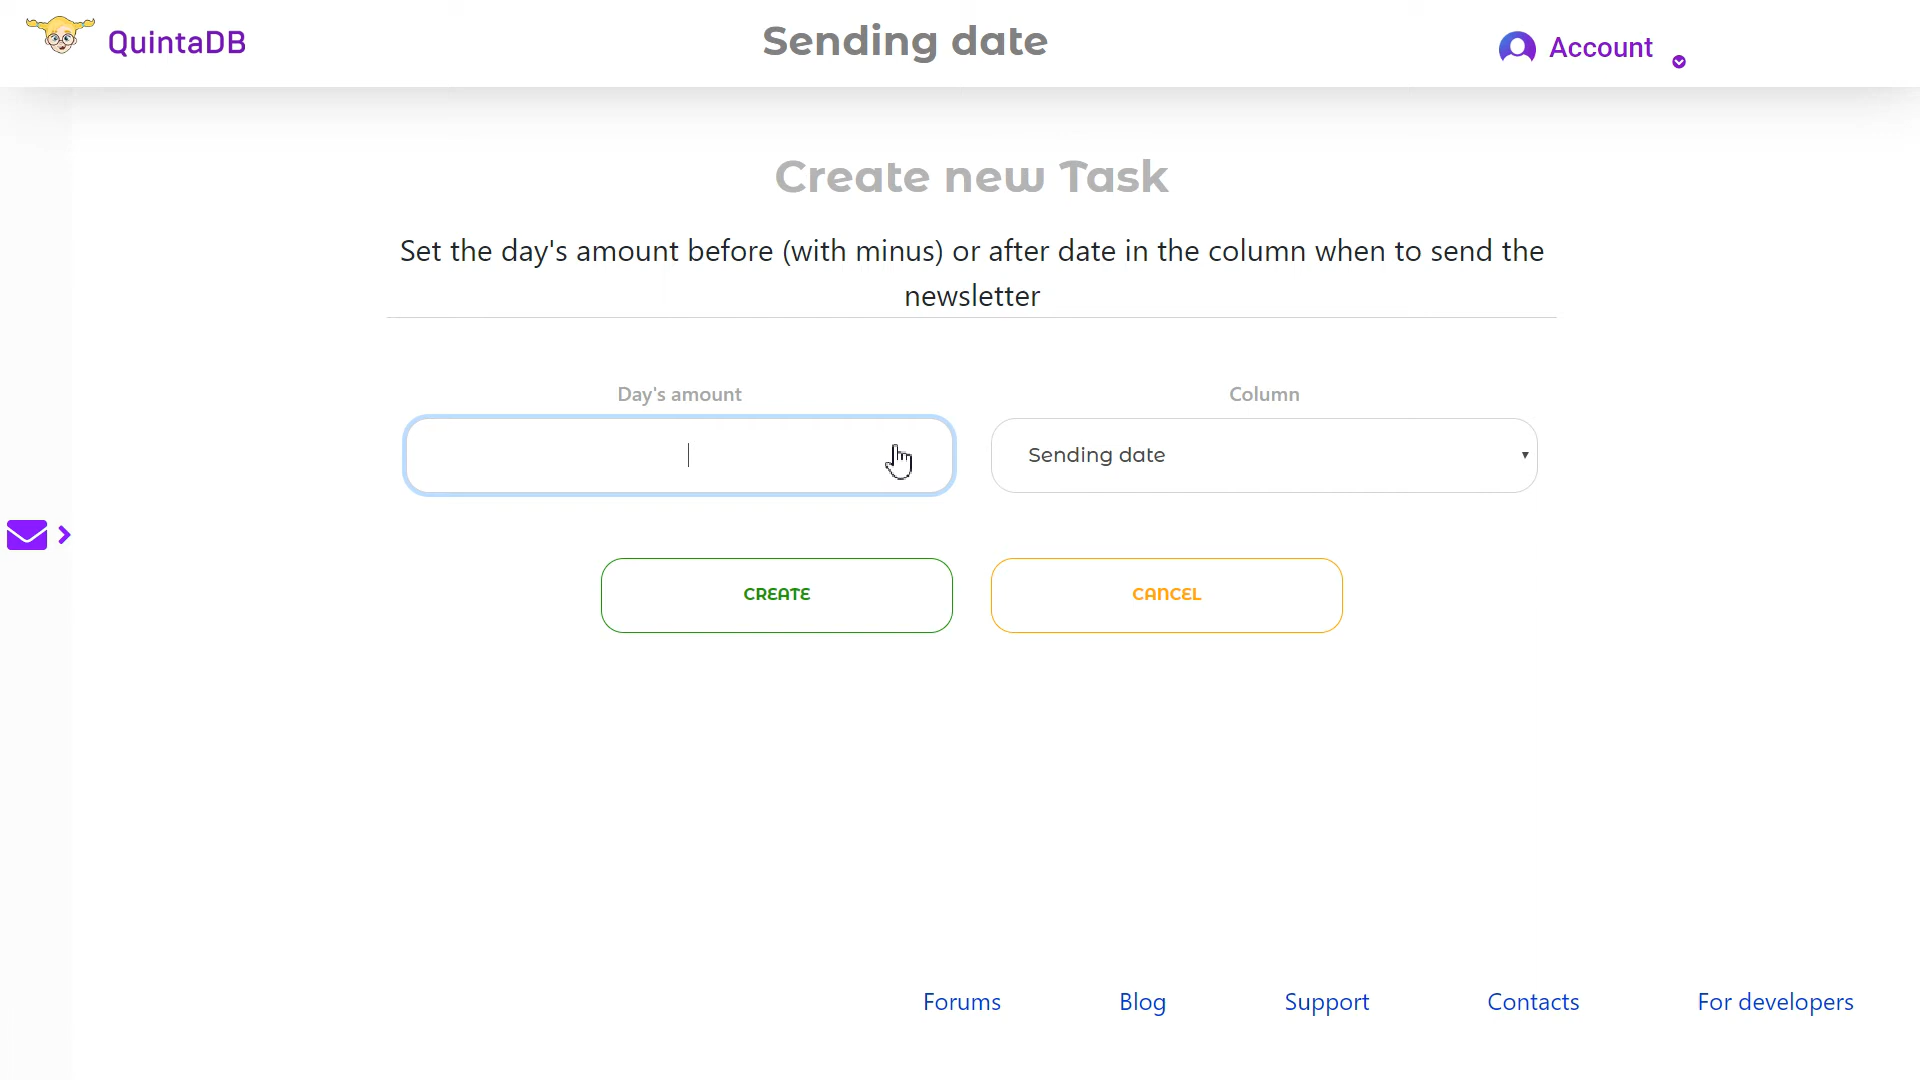 QuintaDB
Sending date
Account
Create new Task
Set the day's amount before (with minus) or after date in the column when to send the
newsletter
Day's amount
Column
Sending date
CREATE
CANCEL
Forums
Blog
Support
Contacts
For developers